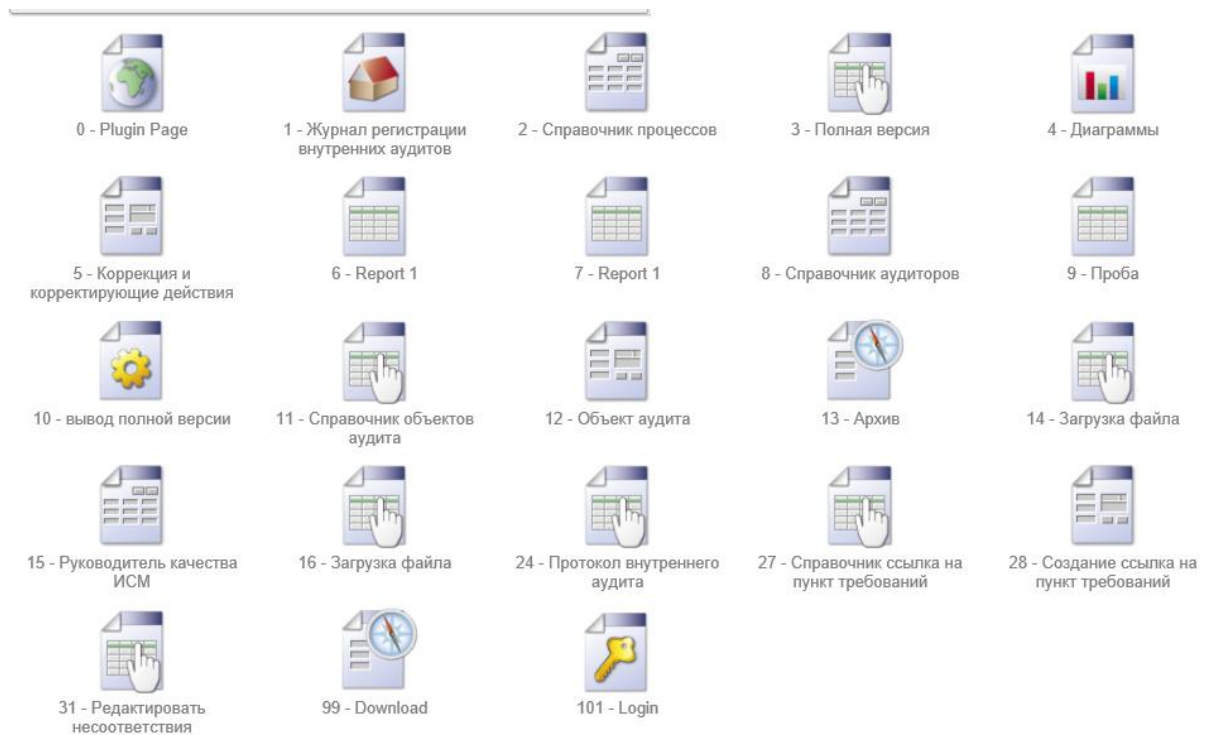 0 - Plugin Page
1 - Журнал регистрации
внутренних аудитов
2 - Справочник процессов
3 - Полная версия
4 - Диаграммы
5 - Коррекция и
корректирующие действия
6 - Report 1
7 - Report 1
8 - Справочник аудиторов
9 - Проба
10 - вывод полной версии
11 - Справочник объектов
аудита
12 - Объект аудита
13 - Архив
14 - Загрузка файла
15 - Руководитель качества
ИСМ
16 - Загрузка файла
24 - Протокол внутреннего
аудита
27 - Справочник ссылка на
пункт требований
28 - Создание ссылка на
пункт требований
31 - Редактировать
несоответствия
99 - Download
101 - Login